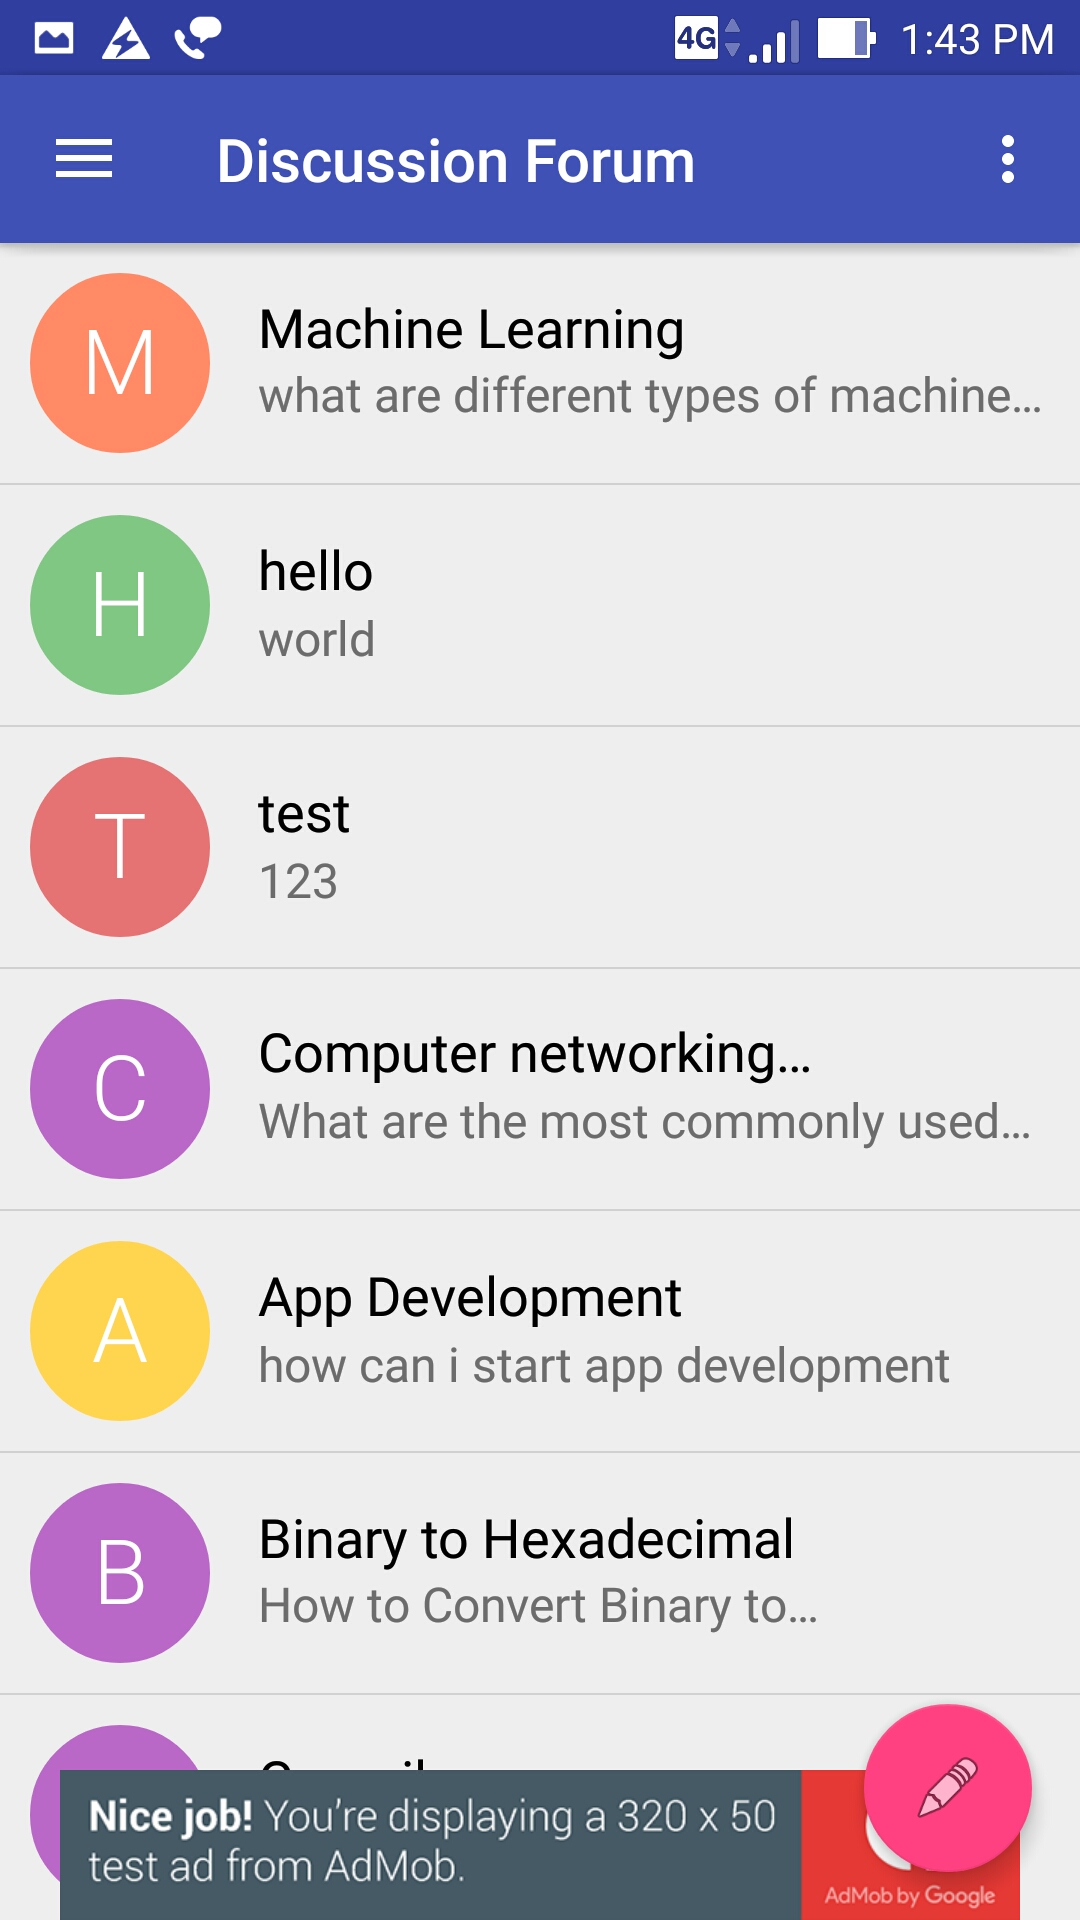 4G 1:43 PM
Discussion Forum
M
Machine Learning
what are different types of machine...
H
hello
world
T
test
123
C
Computer networking...
What are the most commonly used...
A
App Development
how can i start app development
B
Binary to Hexadecimal
How to Convert Binary to...
Nice job! You're displaying a 320 x 50
test ad from AdMob.
AdMob by Google